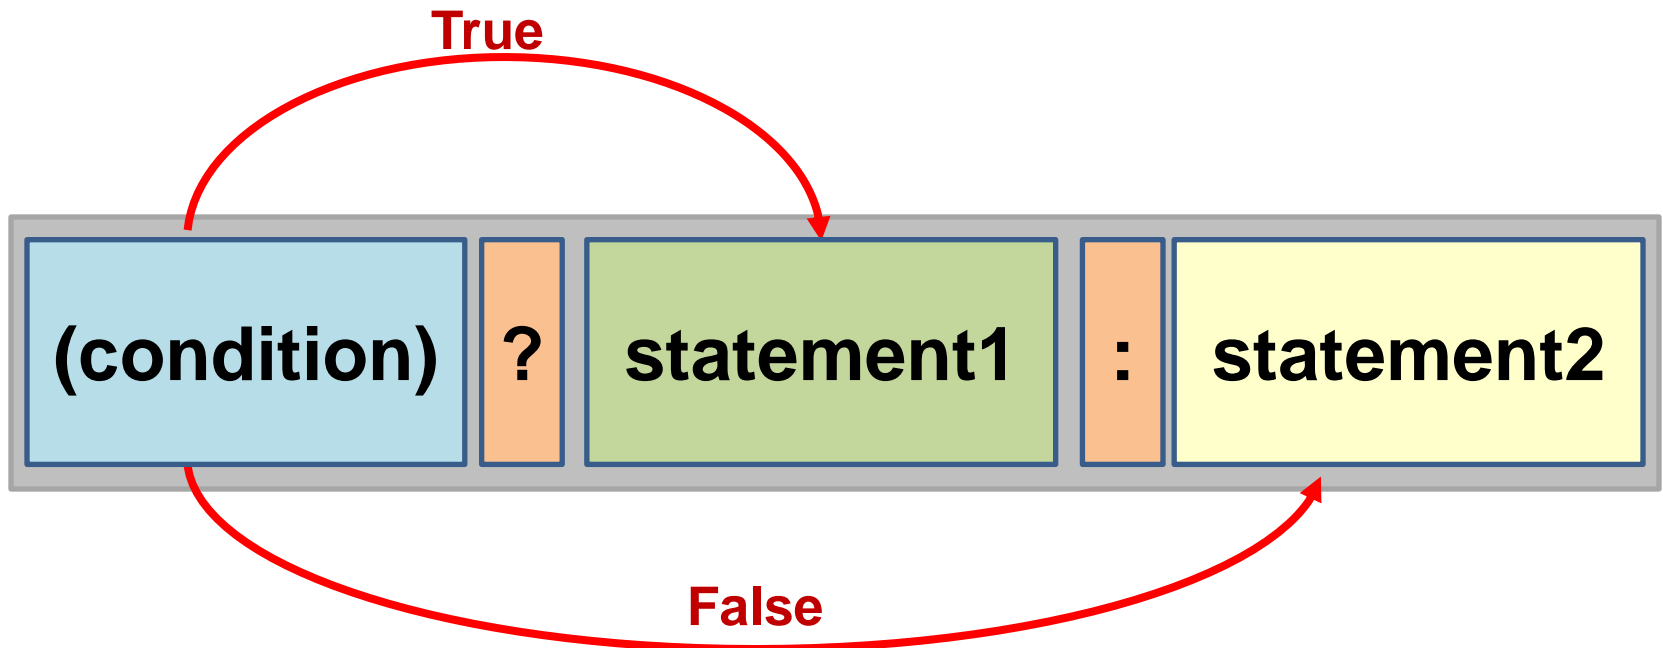 True
(condition) ? statement1 : statement2
False